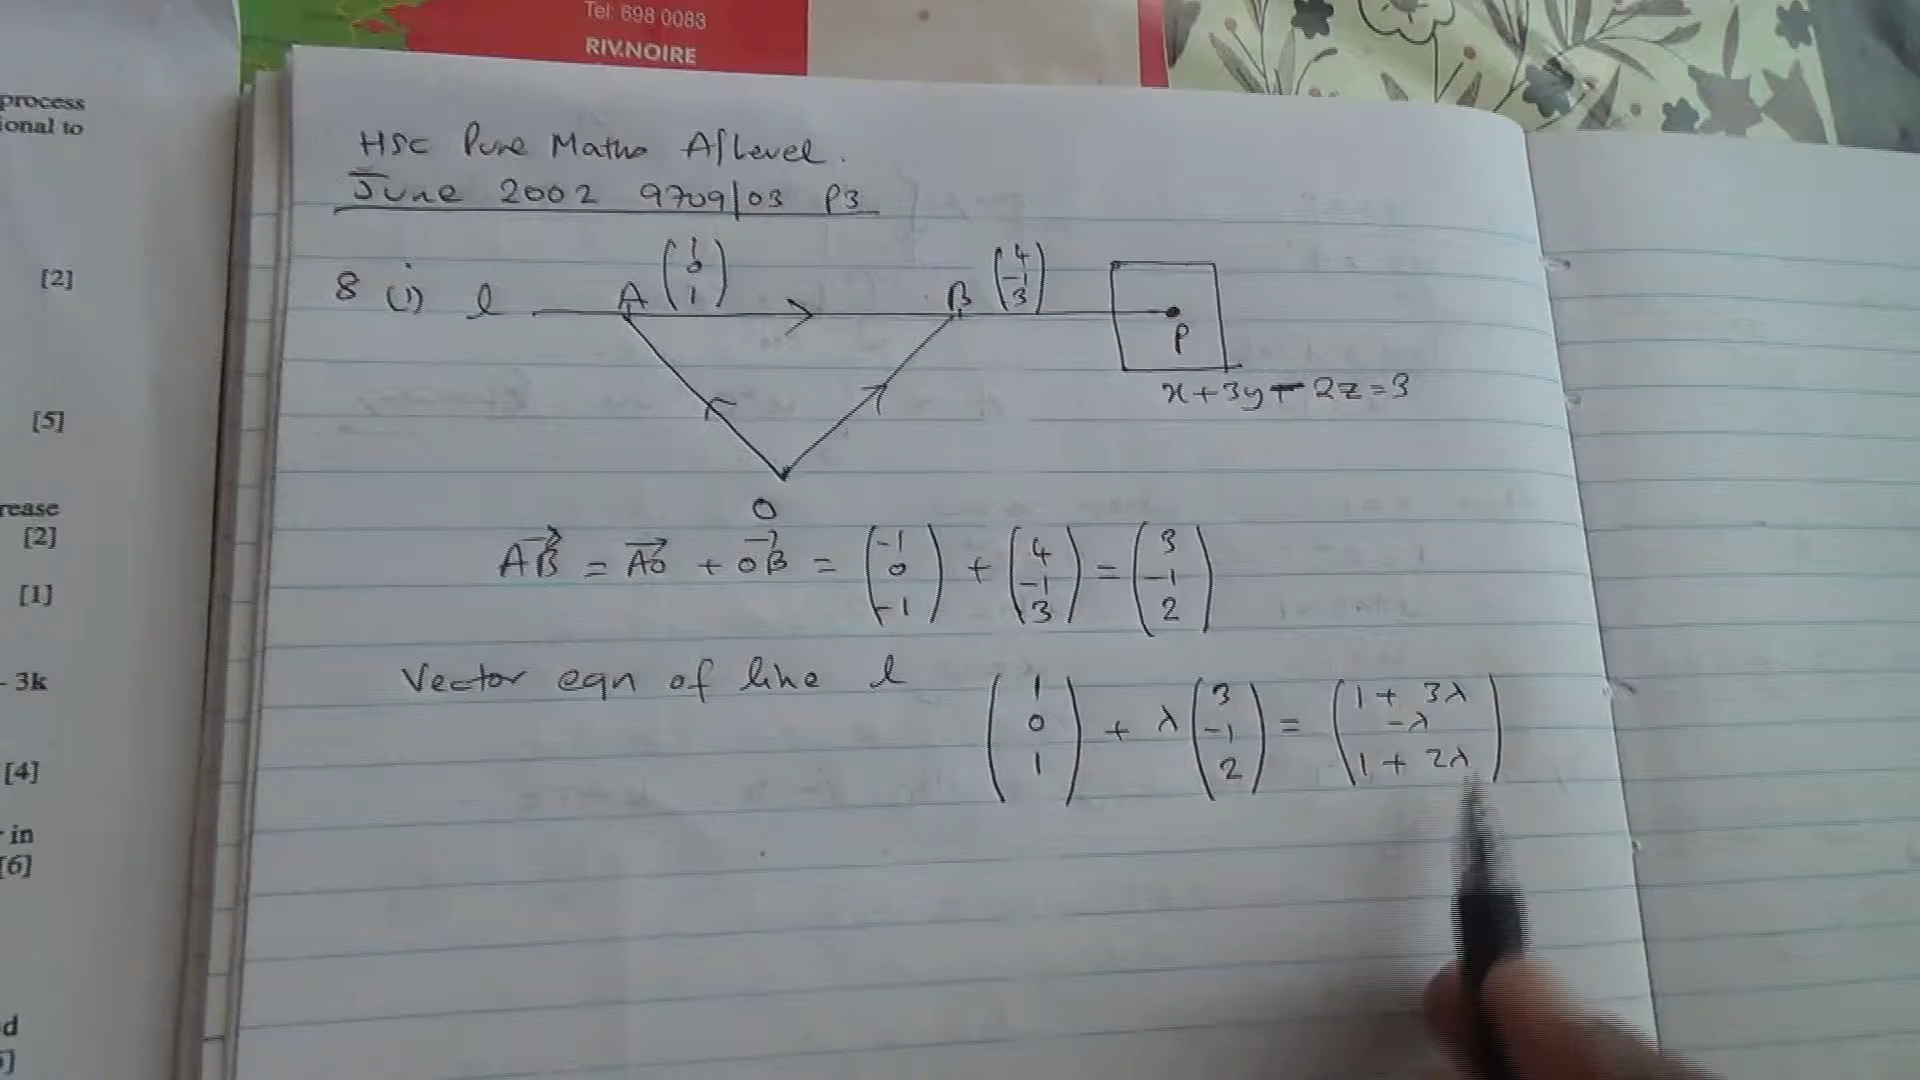 Tel: 698 0083
RIV.NOIRE
process
ional to
[2]
[5]
rease
[2]
[1]
- 3k
[4]
in
[6]
d
HSC Pure Maths A/Level.
June 2002 9709/03 P3
8 (i) l A (1 0 1) B (4 -1 3)
P
x+3y-2z=3
O
AB = AO + OB = (-1 0 -1) + (4 -1 3) = (3 -1 2)
Vector eqn of line l (1 0 1) + λ (3 -1 2) = (1 + 3λ -λ 1 + 2λ)